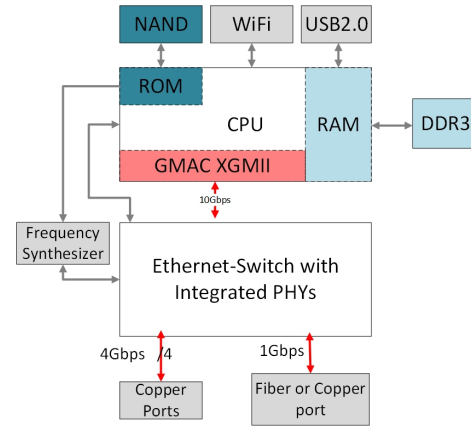 NAND
WiFi
USB2.0
ROM
CPU
RAM
DDR3
GMAC XGMII
10Gbps
Frequency
Synthesizer
Ethernet-Switch with
Integrated PHYs
4Gbps /4
1Gbps
Copper
Ports
Fiber or Copper
port